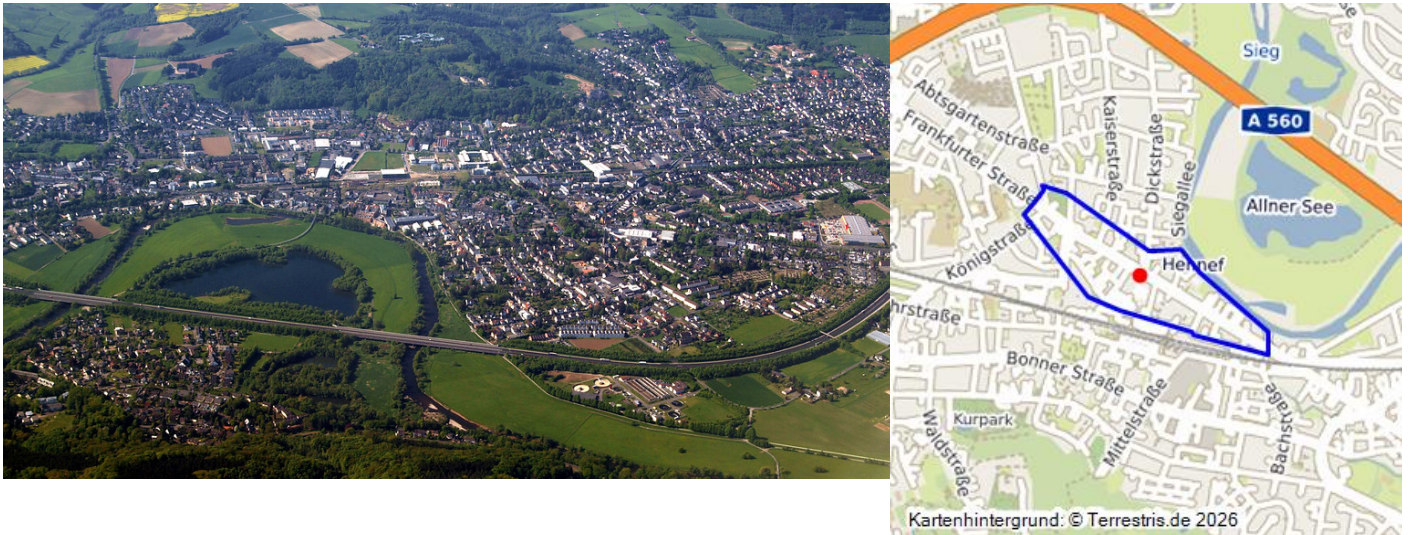 Sieg
A 560
Abtsgartenstraße
Frankfurter Straße
Kaiserstraße
Dickstraße
Siegallee
Allner See
Königstraße
Hennef
Bonner Straße
Mittelstraße
Bachstraße
Kurpark
Waldstraße
Kartenhintergrund: © Terrestris.de 2026